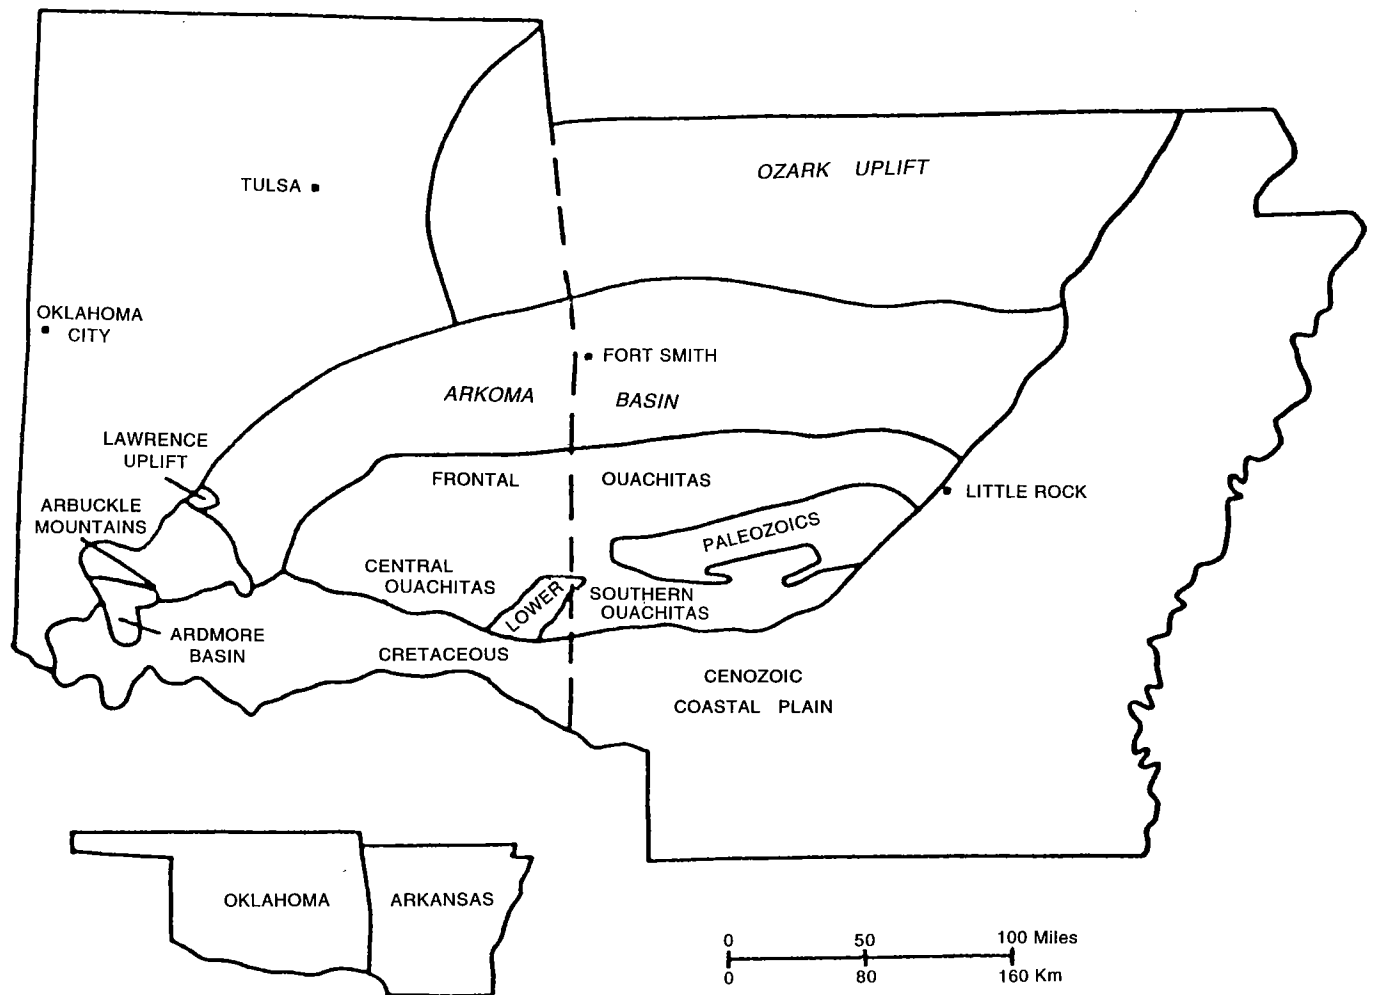 OZARK UPLIFT
TULSA
OKLAHOMA
CITY
FORT SMITH
ARKOMA BASIN
LAWRENCE
UPLIFT
FRONTAL OUACHITAS
ARBUCKLE
MOUNTAINS
LITTLE ROCK
PALEOZOICS
CENTRAL
OUACHITAS
LOWER
SOUTHERN
OUACHITAS
ARDMORE
BASIN
CRETACEOUS
CENOZOIC
COASTAL PLAIN
OKLAHOMA
ARKANSAS
0 50 100 Miles
0 80 160 Km